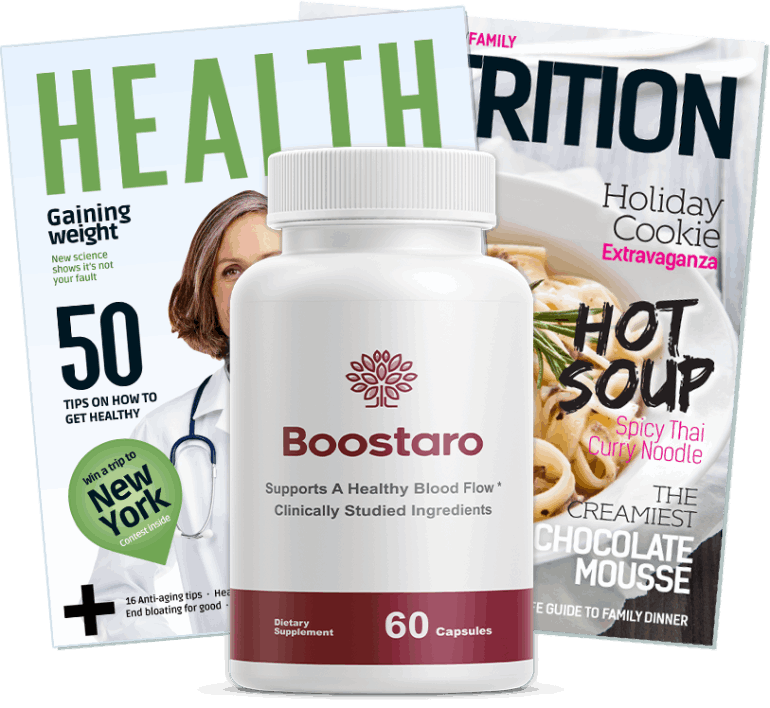 HEALTH
Gaining
weight
New science
shows it's not
your fault
50
TIPS ON HOW TO
GET HEALTHY
Win a trip to
New
York
Contest inside
16 Anti-aging tips ·
End bloating for good ·
/FAMILY
RITION
Holiday
Cookie
Extravaganza
HOT
SOUP
Spicy Thai
Curry Noodle
THE
CREAMIEST
CHOCOLATE
MOUSSE
GUIDE TO FAMILY DINNER
Boostaro
Supports A Healthy Blood Flow*
Clinically Studied Ingredients
Dietary
Supplement
60 Capsules